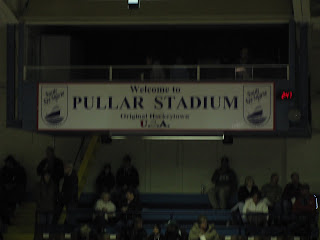 Welcome to
PULLAR STADIUM
Original Hockeytown
U.S.A.